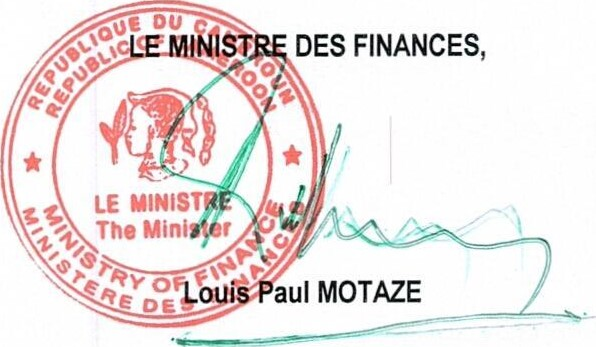 LE MINISTRE DES FINANCES,
REPUBLIQUE DU CAMEROUN
REPUBLIC OF CAMEROON
LE MINISTRE
The Minister
MINISTRY OF FINANCE
MINISTERE DES FINANCES
Louis Paul MOTAZE